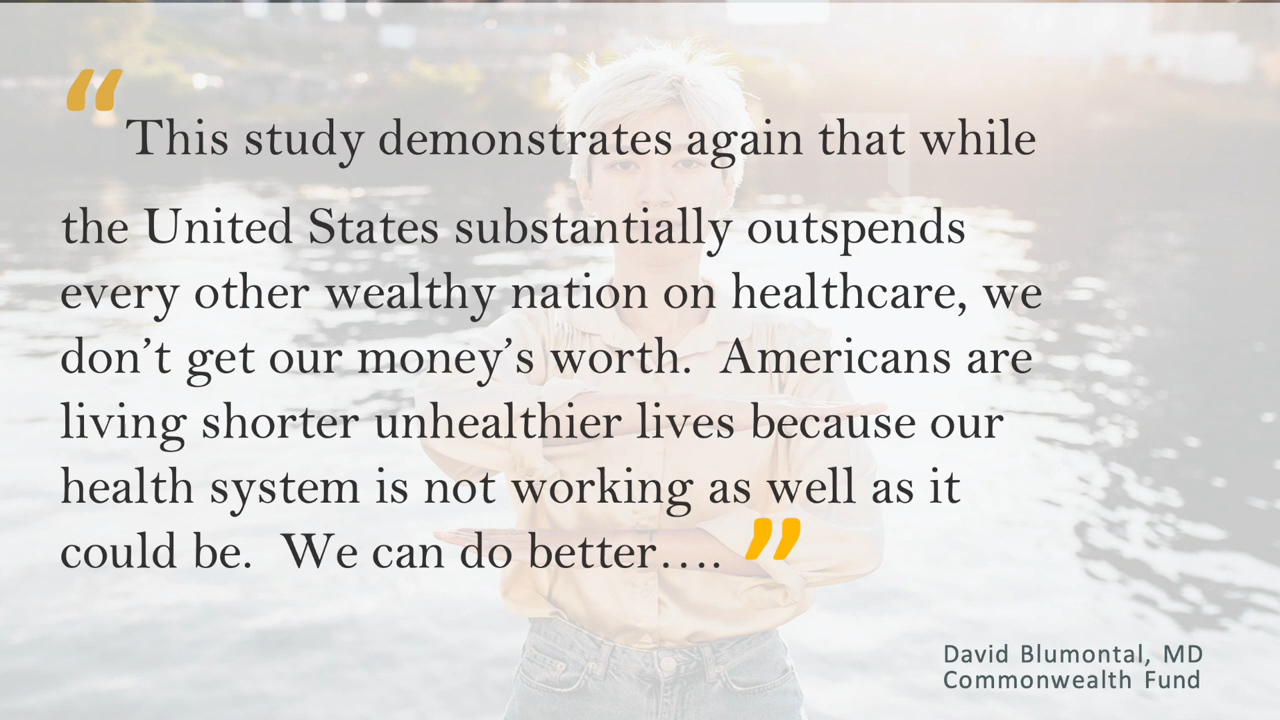 “This study demonstrates again that while
the United States substantially outspends
every other wealthy nation on healthcare, we
don’t get our money’s worth.  Americans are
living shorter unhealthier lives because our
health system is not working as well as it
could be.  We can do better…. ”
David Blumontal, MD
Commonwealth Fund